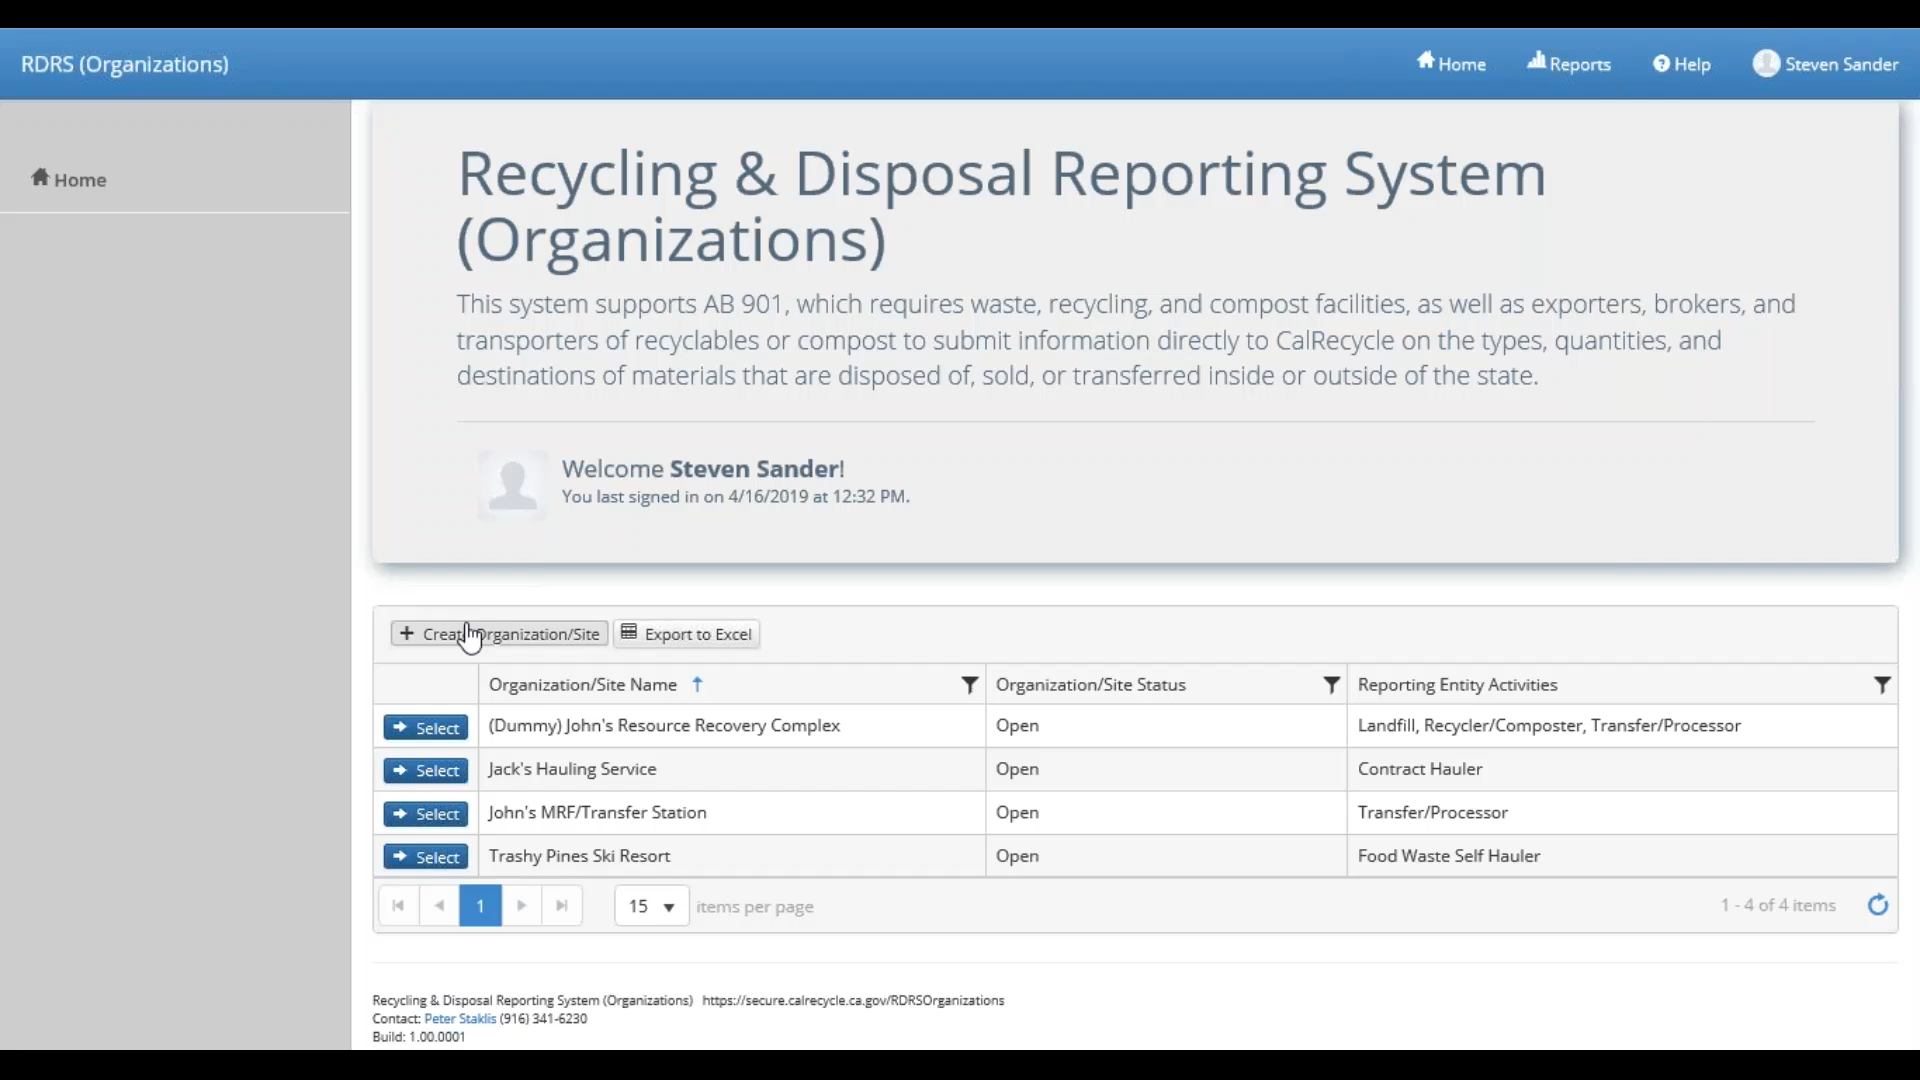 RDRS (Organizations)
Home
Reports
Help
Steven Sander
Home
Recycling & Disposal Reporting System
(Organizations)
This system supports AB 901, which requires waste, recycling, and compost facilities, as well as exporters, brokers, and
transporters of recyclables or compost to submit information directly to CalRecycle on the types, quantities, and
destinations of materials that are disposed of, sold, or transferred inside or outside of the state.
Welcome Steven Sander!
You last signed in on 4/16/2019 at 12:32 PM.
Create Organization/Site
Export to Excel
Organization/Site Name
Organization/Site Status
Reporting Entity Activities
Select (Dummy) John's Resource Recovery Complex Open Landfill, Recycler/Composter, Transfer/Processor
Select Jack's Hauling Service Open Contract Hauler
Select John's MRF/Transfer Station Open Transfer/Processor
Select Trashy Pines Ski Resort Open Food Waste Self Hauler
1 15 items per page 1 - 4 of 4 items
Recycling & Disposal Reporting System (Organizations) https://secure.calrecycle.ca.gov/RDRSOrganizations
Contact: Peter Staklis (916) 341-6230
Build: 1.00.0001